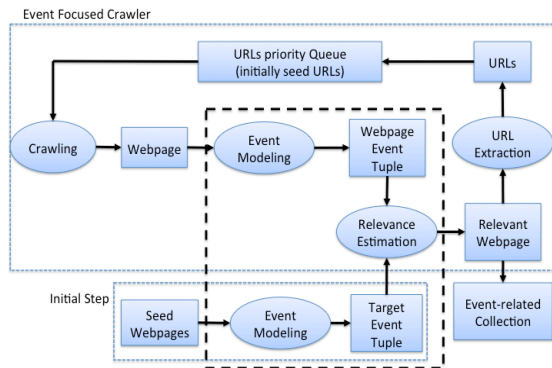 Event Focused Crawler
URLs priority Queue
(initially seed URLs)
URLs
Crawling
Webpage
Event
Modeling
Webpage
Event
Tuple
URL
Extraction
Relevance
Estimation
Relevant
Webpage
Initial Step
Seed
Webpages
Event
Modeling
Target
Event
Tuple
Event-related
Collection